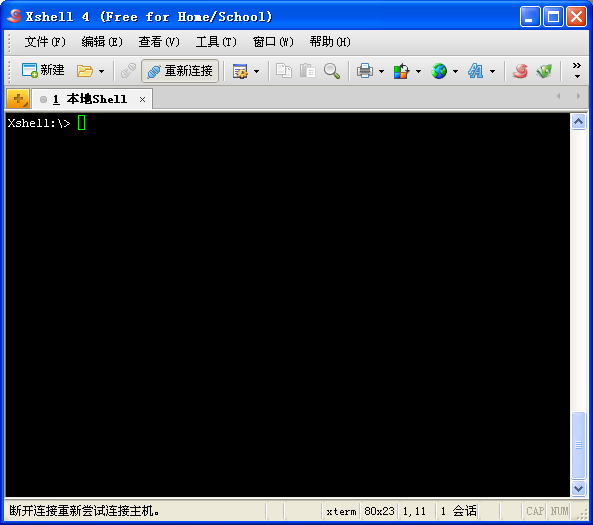 Xshell 4 (Free for Home/School)
文件(F) 编辑(E) 查看(V) 工具(T) 窗口(W) 帮助(H)
新建 重新连接
1 本地Shell
Xshell:\>
断开连接重新尝试连接主机。 xterm 80x23 1,11 1 会话 CAP NUM